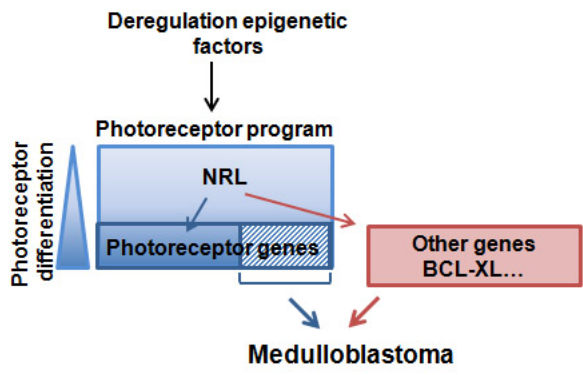 Deregulation epigenetic
factors
Photoreceptor program
Photoreceptor
differentiation
NRL
Photoreceptor genes
Other genes
BCL-XL...
Medulloblastoma